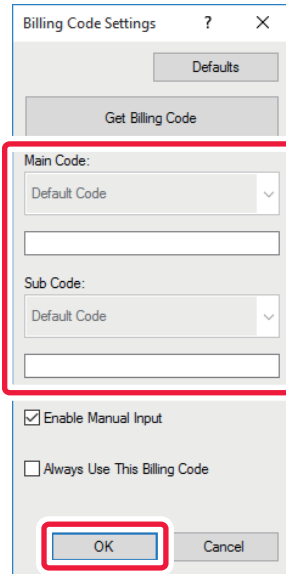 Billing Code Settings ? ×
Defaults
Get Billing Code
Main Code:
Default Code
Sub Code:
Default Code
Enable Manual Input
Always Use This Billing Code
OK Cancel